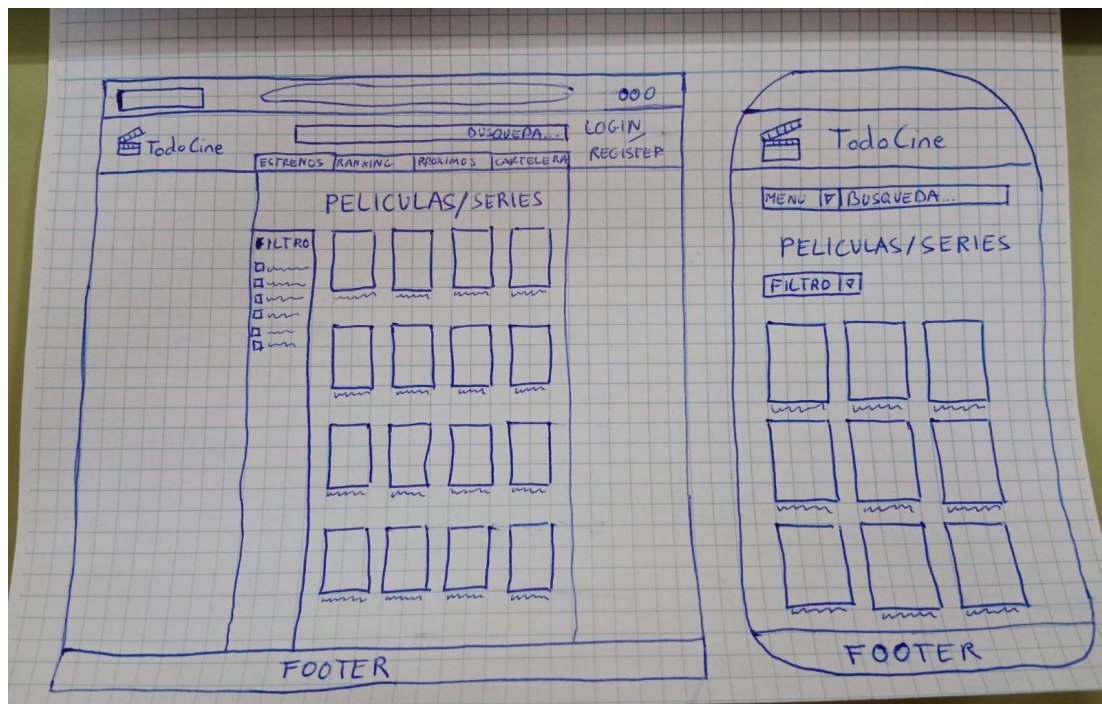 TodoCine
BUSQUEDA...
LOGIN
REGISTER
ESTRENOS RANKING PROXIMOS CARTELERA
PELICULAS/SERIES
FILTRO
FOOTER
TodoCine
MENU BUSQUEDA...
PELICULAS/SERIES
FILTRO
FOOTER